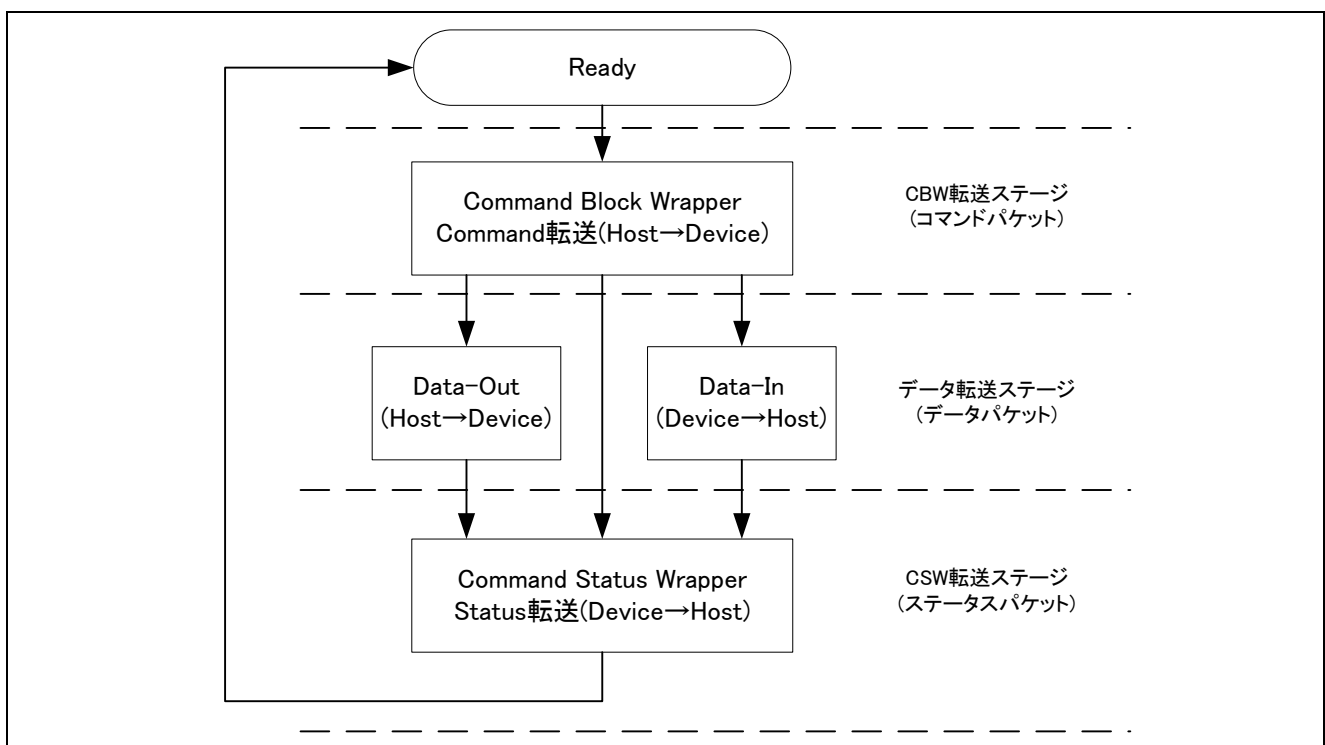 Ready
Command Block Wrapper
Command転送(Host→Device)
CBW転送ステージ
(コマンドパケット)
Data-Out
(Host→Device)
Data-In
(Device→Host)
データ転送ステージ
(データパケット)
Command Status Wrapper
Status転送(Device→Host)
CSW転送ステージ
(ステータスパケット)